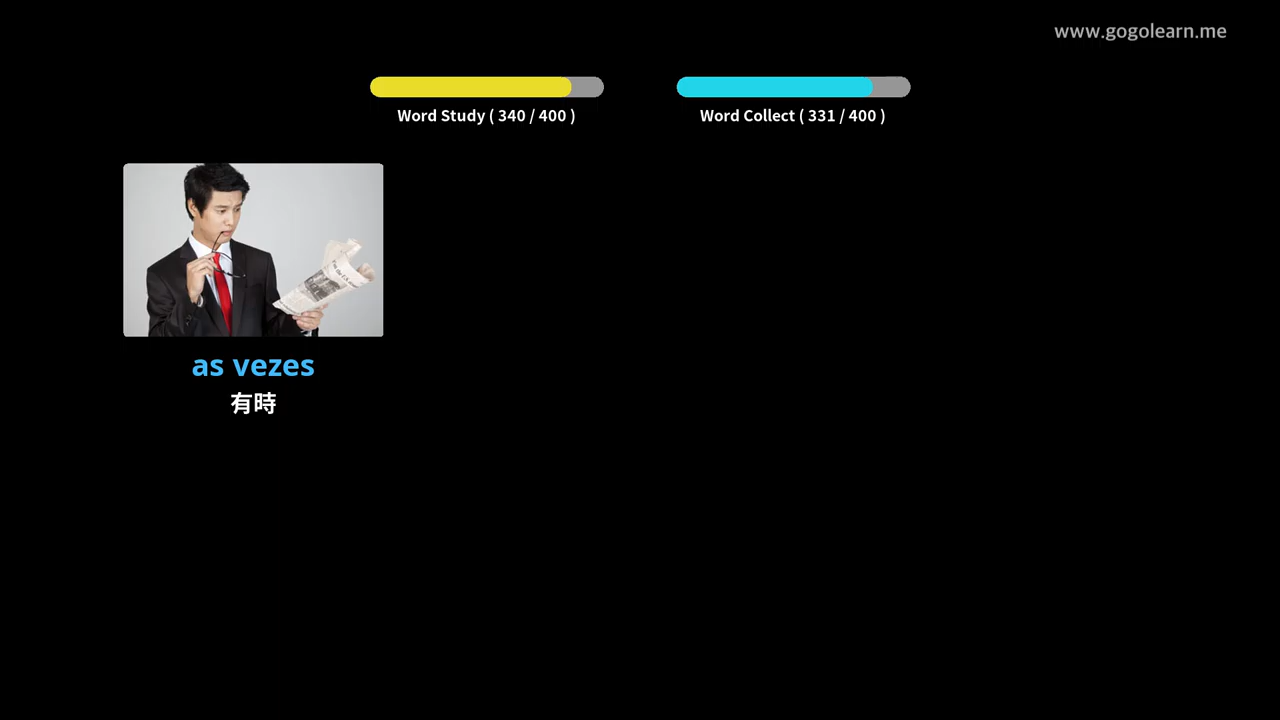 www.gogolearn.me
Word Study ( 340 / 400 )
Word Collect ( 331 / 400 )
as vezes
有時